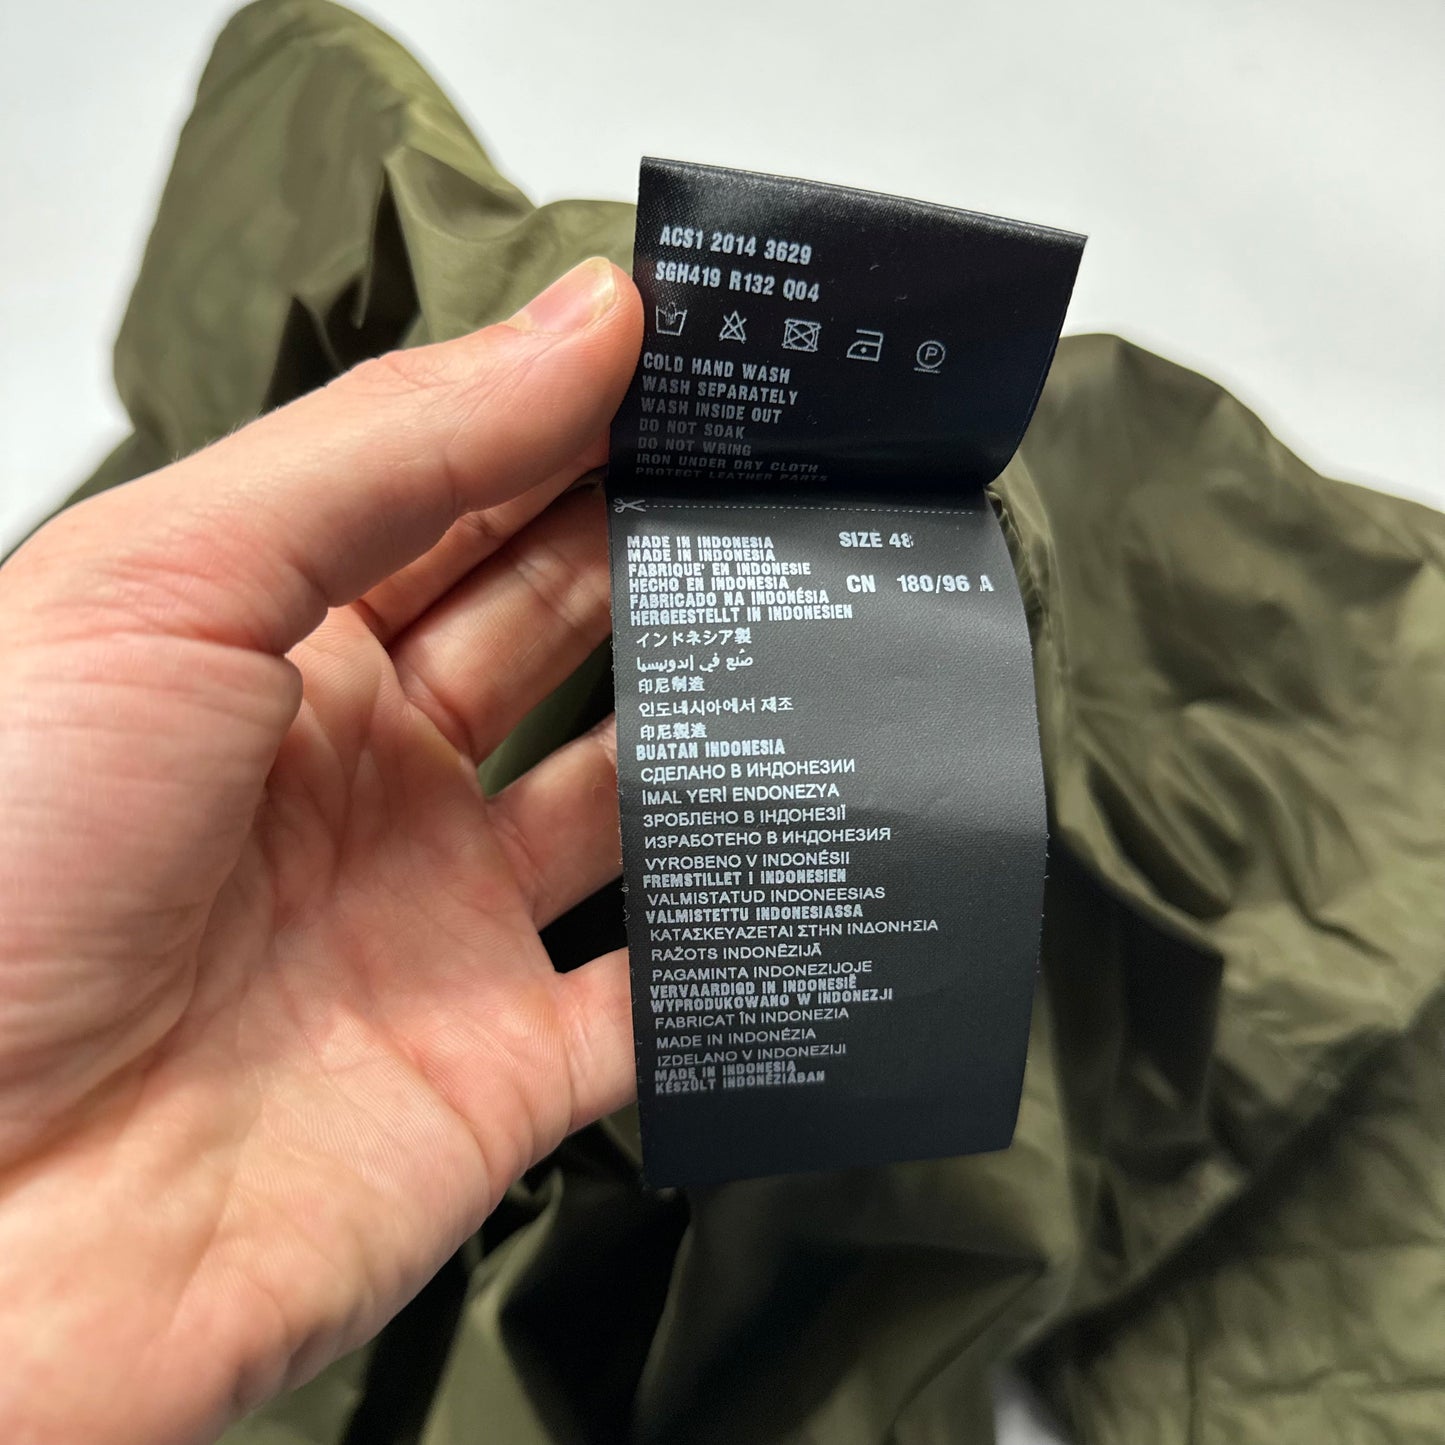 ACS1 2014 3629
SGH419 R132 Q04
P
COLD HAND WASH
WASH SEPARATELY
WASH INSIDE OUT
DO NOT SOAK
DO NOT WRING
IRON UNDER DRY CLOTH
PROTECT LEATHER PARTS
MADE IN INDONESIA
SIZE 48
MADE IN INDONESIA
FABRIQUE' EN INDONESIE
HECHO EN INDONESIA
CN 180/96 A
FABRICADO NA INDONÉSIA
HERGEESTELLT IN INDONESIEN
インドネシア製
صُنع في إندونيسيا
印尼制造
인도네시아에서 제조
印尼製造
BUATAN INDONESIA
СДЕЛАНО В ИНДОНЕЗИИ
İMAL YERİ ENDONEZYA
ЗРОБЛЕНО В ІНДОНЕЗІЇ
ИЗРАБОТЕНО В ИНДОНЕЗИЯ
VYROBENO V INDONÉSII
FREMSTILLET I INDONESIEN
VALMISTATUD INDONEESIAS
VALMISTETTU INDONESIASSA
ΚΑΤΑΣΚΕΥΑΖΕΤΑΙ ΣΤΗΝ ΙΝΔΟΝΗΣΙΑ
RAŽOTS INDONĒZIJĀ
PAGAMINTA INDONEZIJOJE
VERVAARDIGD IN INDONESIË
WYPRODUKOWANO W INDONEZJI
FABRICAT ÎN INDONEZIA
MADE IN INDONÉZIA
IZDELANO V INDONEZIJI
MADE IN INDONESIA
KÉSZÜLT INDONÉZIÁBAN